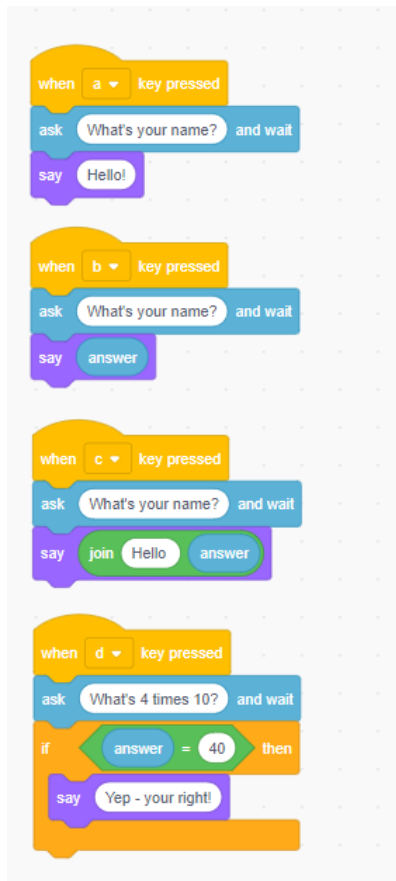 when a key pressed
ask What's your name? and wait
say Hello!
when b key pressed
ask What's your name? and wait
say answer
when c key pressed
ask What's your name? and wait
say join Hello answer
when d key pressed
ask What's 4 times 10? and wait
if answer = 40 then
say Yep - your right!